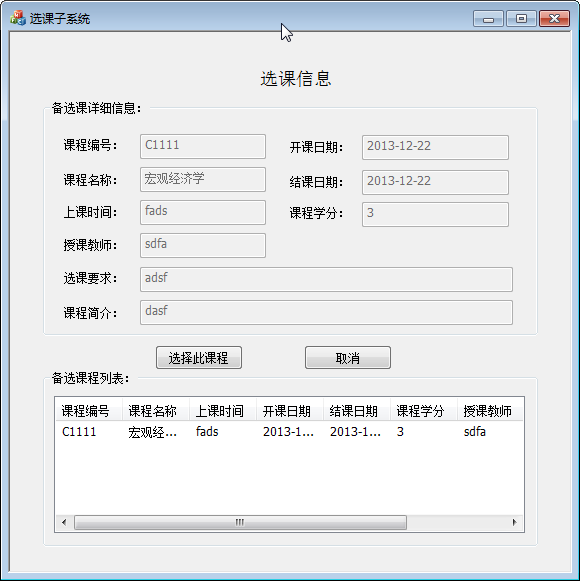 选课子系统
选课信息
备选课详细信息：
课程编号： C1111 开课日期： 2013-12-22
课程名称： 宏观经济学 结课日期： 2013-12-22
上课时间： fads 课程学分： 3
授课教师： sdfa
选课要求： adsf
课程简介： dasf
选择此课程 取消
备选课程列表：
课程编号 课程名称 上课时间 开课日期 结课日期 课程学分 授课教师
C1111 宏观经... fads 2013-1... 2013-1... 3 sdfa